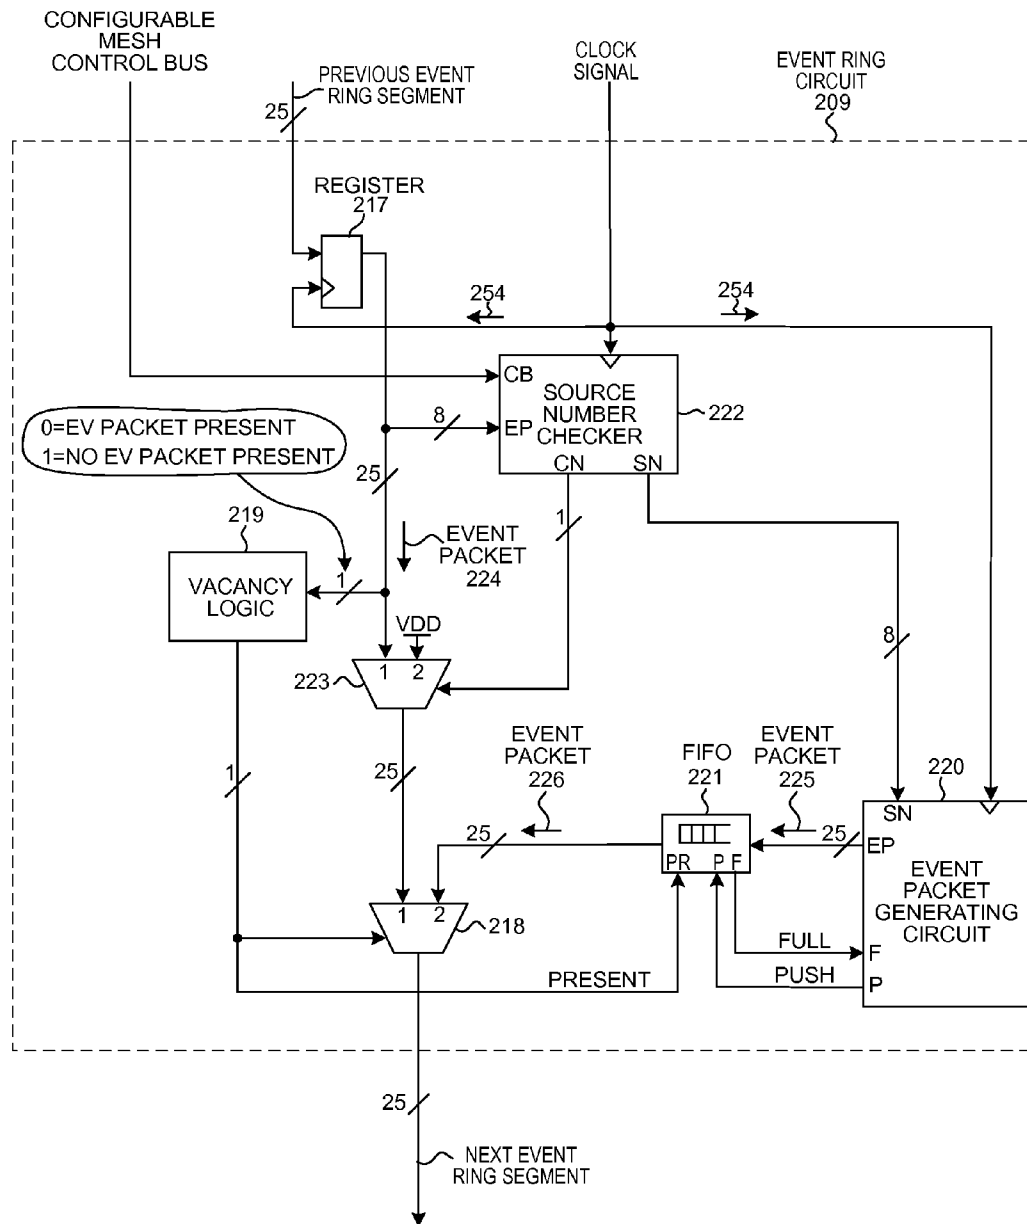 CONFIGURABLE
MESH
CONTROL BUS
PREVIOUS EVENT
RING SEGMENT
25
CLOCK
SIGNAL
EVENT RING
CIRCUIT
209
REGISTER
217
254
254
CB
SOURCE
NUMBER
CHECKER
EP
CN
SN
222
8
0=EV PACKET PRESENT
1=NO EV PACKET PRESENT
25
1
219
VACANCY
LOGIC
1
EVENT
PACKET
224
VDD
1
2
223
8
1
25
EVENT
PACKET
226
FIFO
221
EVENT
PACKET
225
220
SN
25
25
EP
PR
P
F
EVENT
PACKET
GENERATING
CIRCUIT
1
2
218
FULL
F
PRESENT
PUSH
P
25
NEXT EVENT
RING SEGMENT